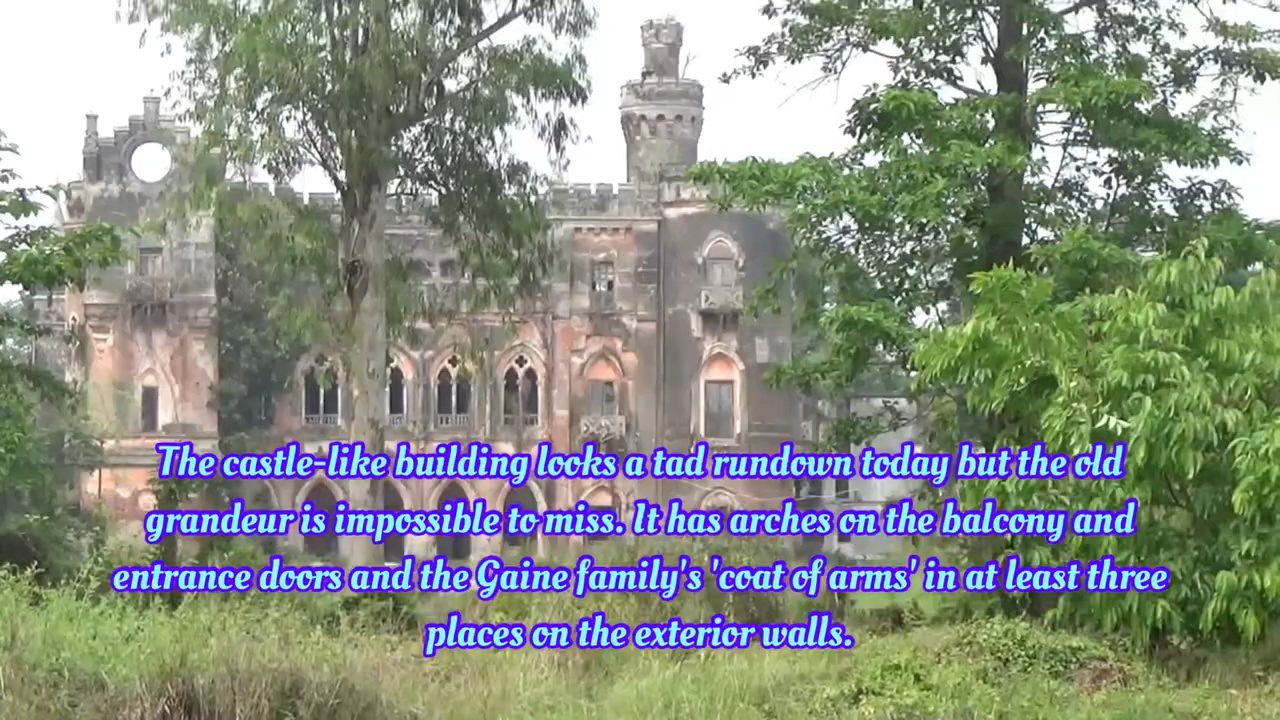 The castle-like building looks a tad rundown today but the old
grandeur is impossible to miss. It has arches on the balcony and
entrance doors and the Gaine family's 'coat of arms' in at least three
places on the exterior walls.